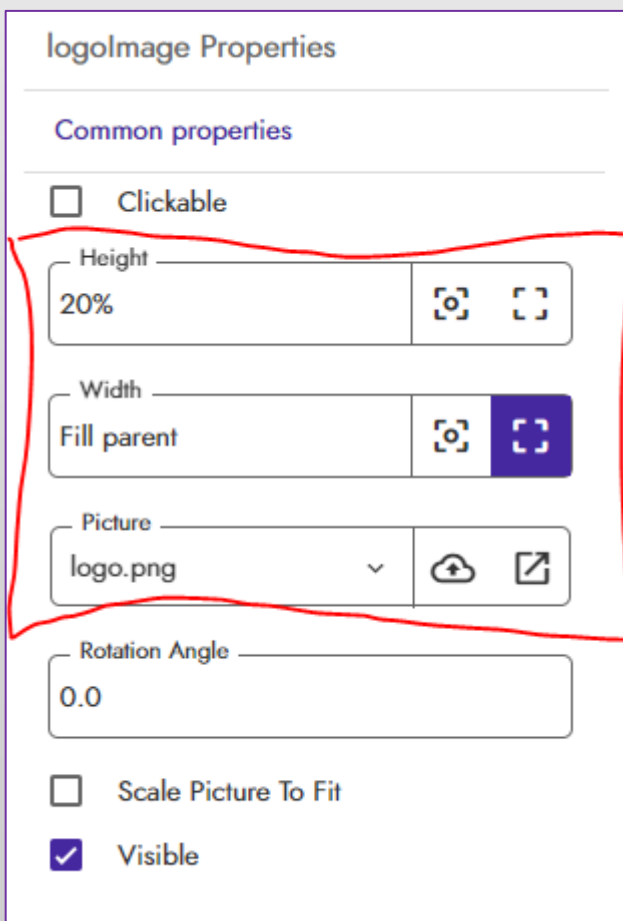 logoImage Properties
Common properties
Clickable
Height
20%
Width
Fill parent
Picture
logo.png
Rotation Angle
0.0
Scale Picture To Fit
Visible